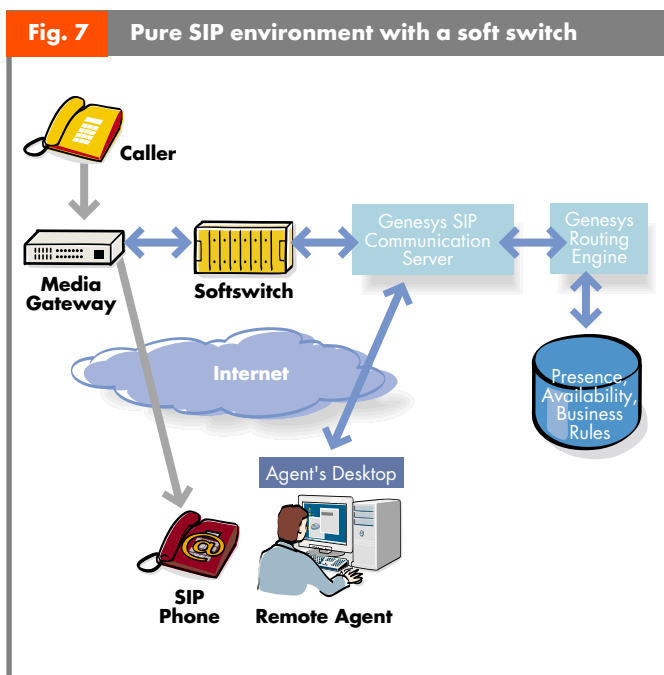 Fig. 7 Pure SIP environment with a soft switch
Caller
Genesys SIP
Communication
Server
Genesys
Routing
Engine
Media
Gateway
Softswitch
Internet
Presence,
Availability,
Business
Rules
Agent's Desktop
@
SIP
Phone
Remote Agent